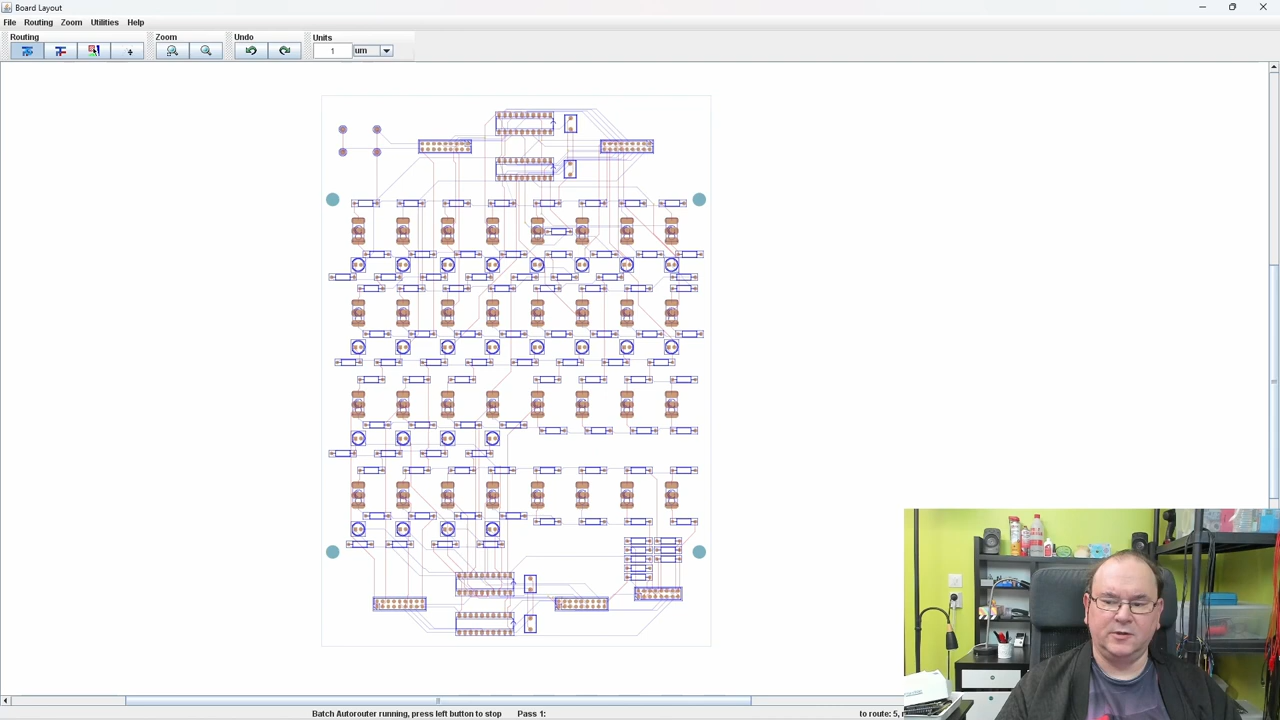 Board Layout
File Routing Zoom Utilities Help
Routing Zoom Undo Units
1 um
Batch Autorouter running, press left button to stop Pass 1: to route: 5,